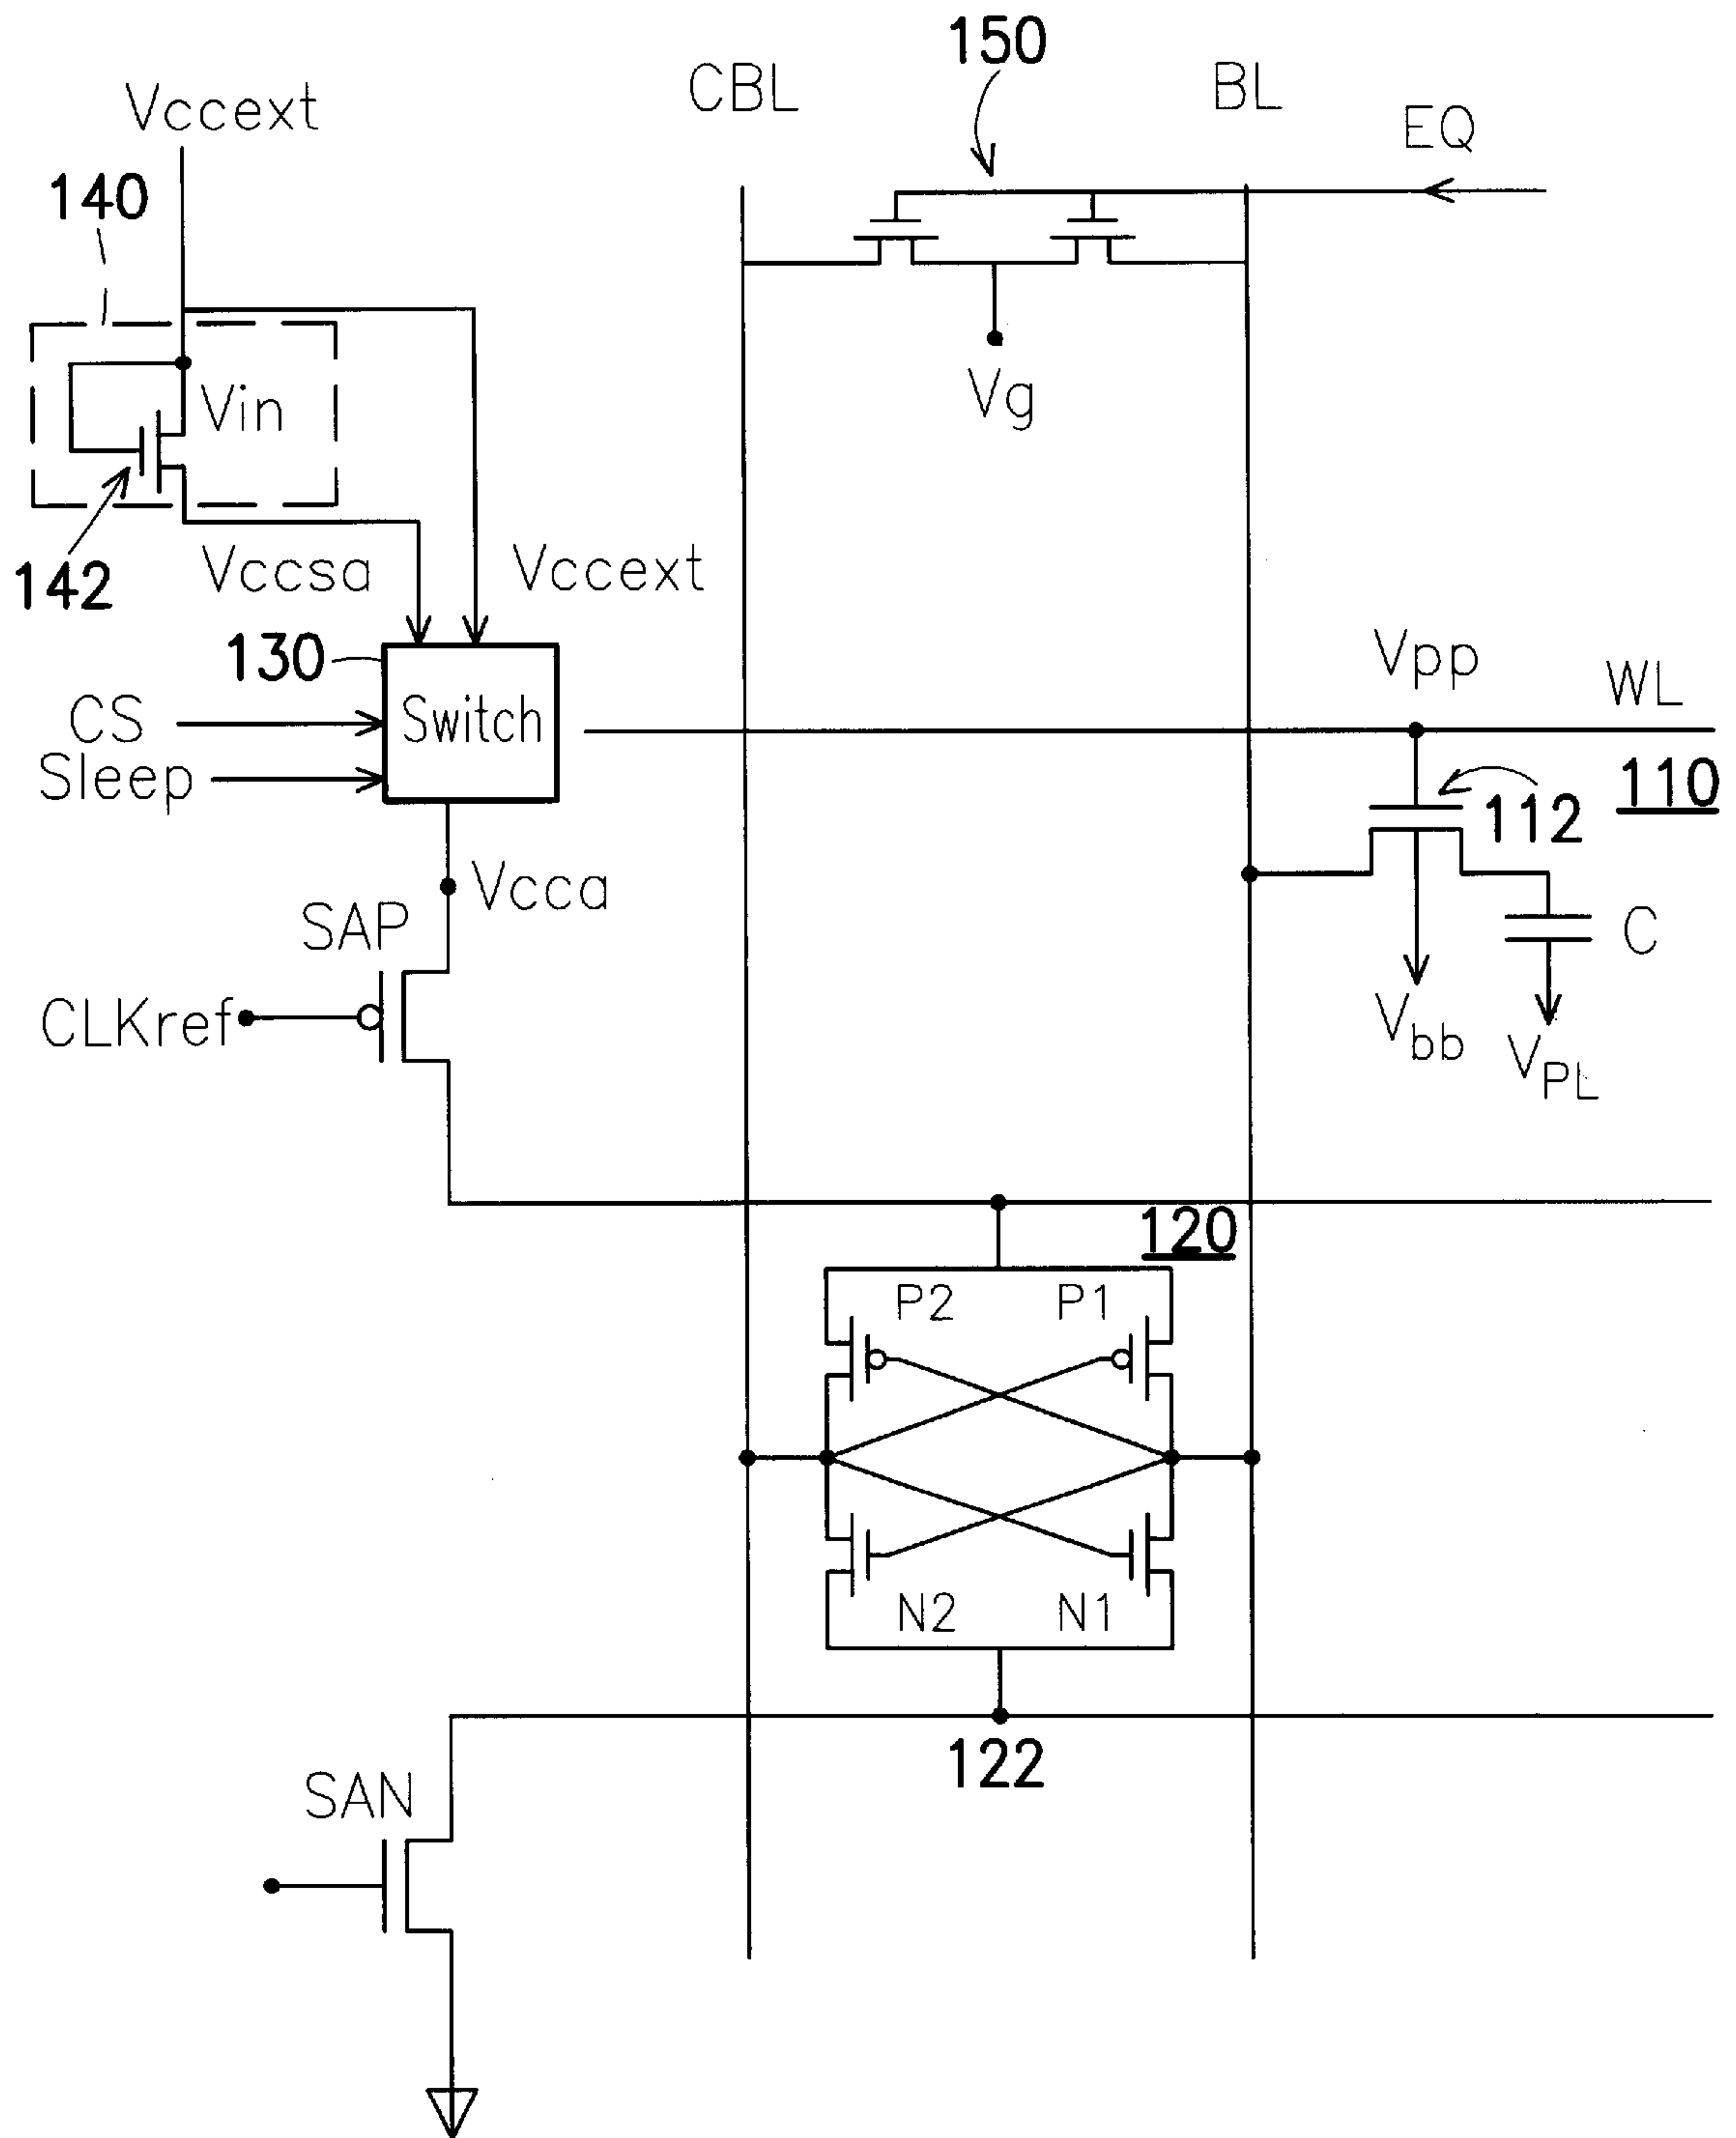 150
CBL
BL
Vccext
EQ
140
Vin
Vg
142
Vccsa
Vccext
130
Vpp
WL
CS
Switch
Sleep
110
112
Vcca
SAP
C
CLKref
Vbb
VPL
120
P2
P1
N2
N1
122
SAN